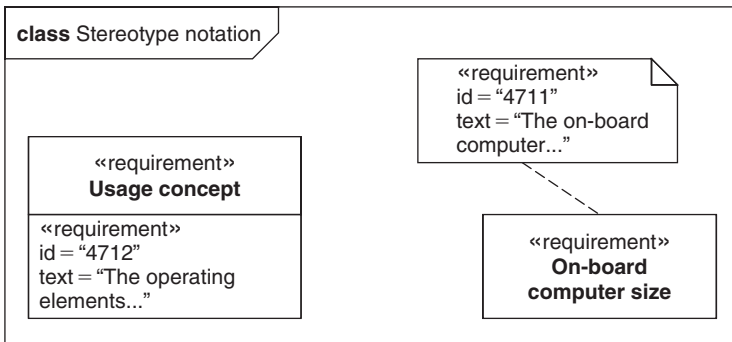 class Stereotype notation
«requirement»
id = “4711”
text = “The on-board
computer...”
«requirement»
Usage concept
«requirement»
id = “4712”
text = “The operating
elements...”
«requirement»
On-board
computer size